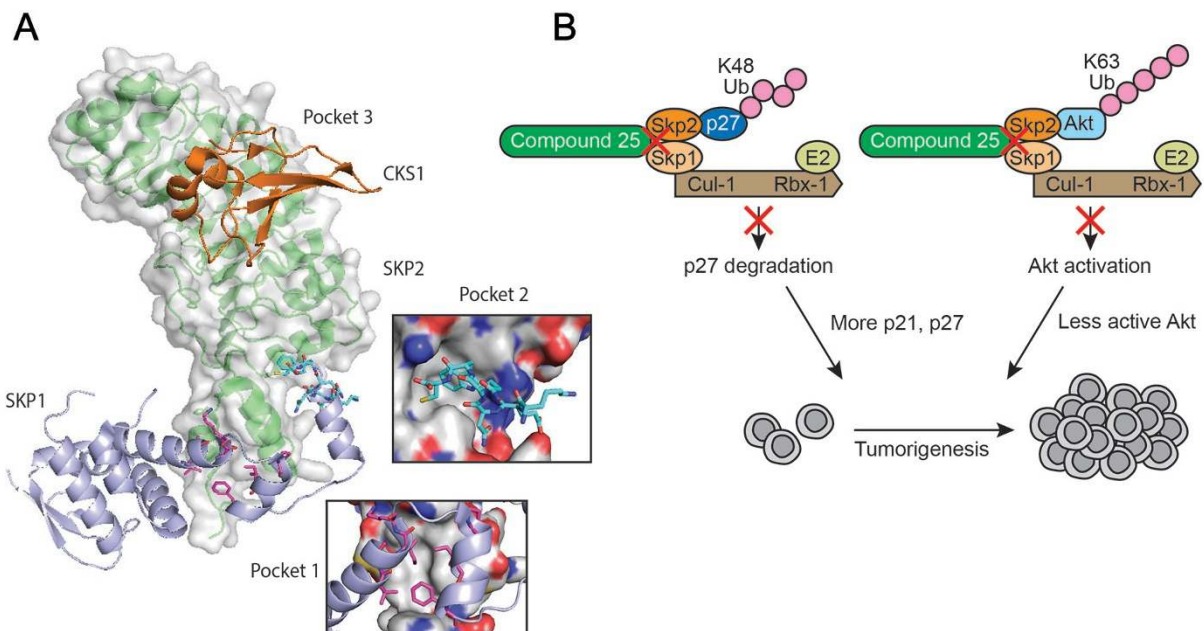 A
Pocket 3
CKS1
SKP2
Pocket 2
SKP1
Pocket 1
B
K48
Ub
Compound 25
Skp2
p27
Skp1
E2
Cul-1
Rbx-1
p27 degradation
More p21, p27
K63
Ub
Compound 25
Skp2
Akt
Skp1
E2
Cul-1
Rbx-1
Akt activation
Less active Akt
Tumorigenesis